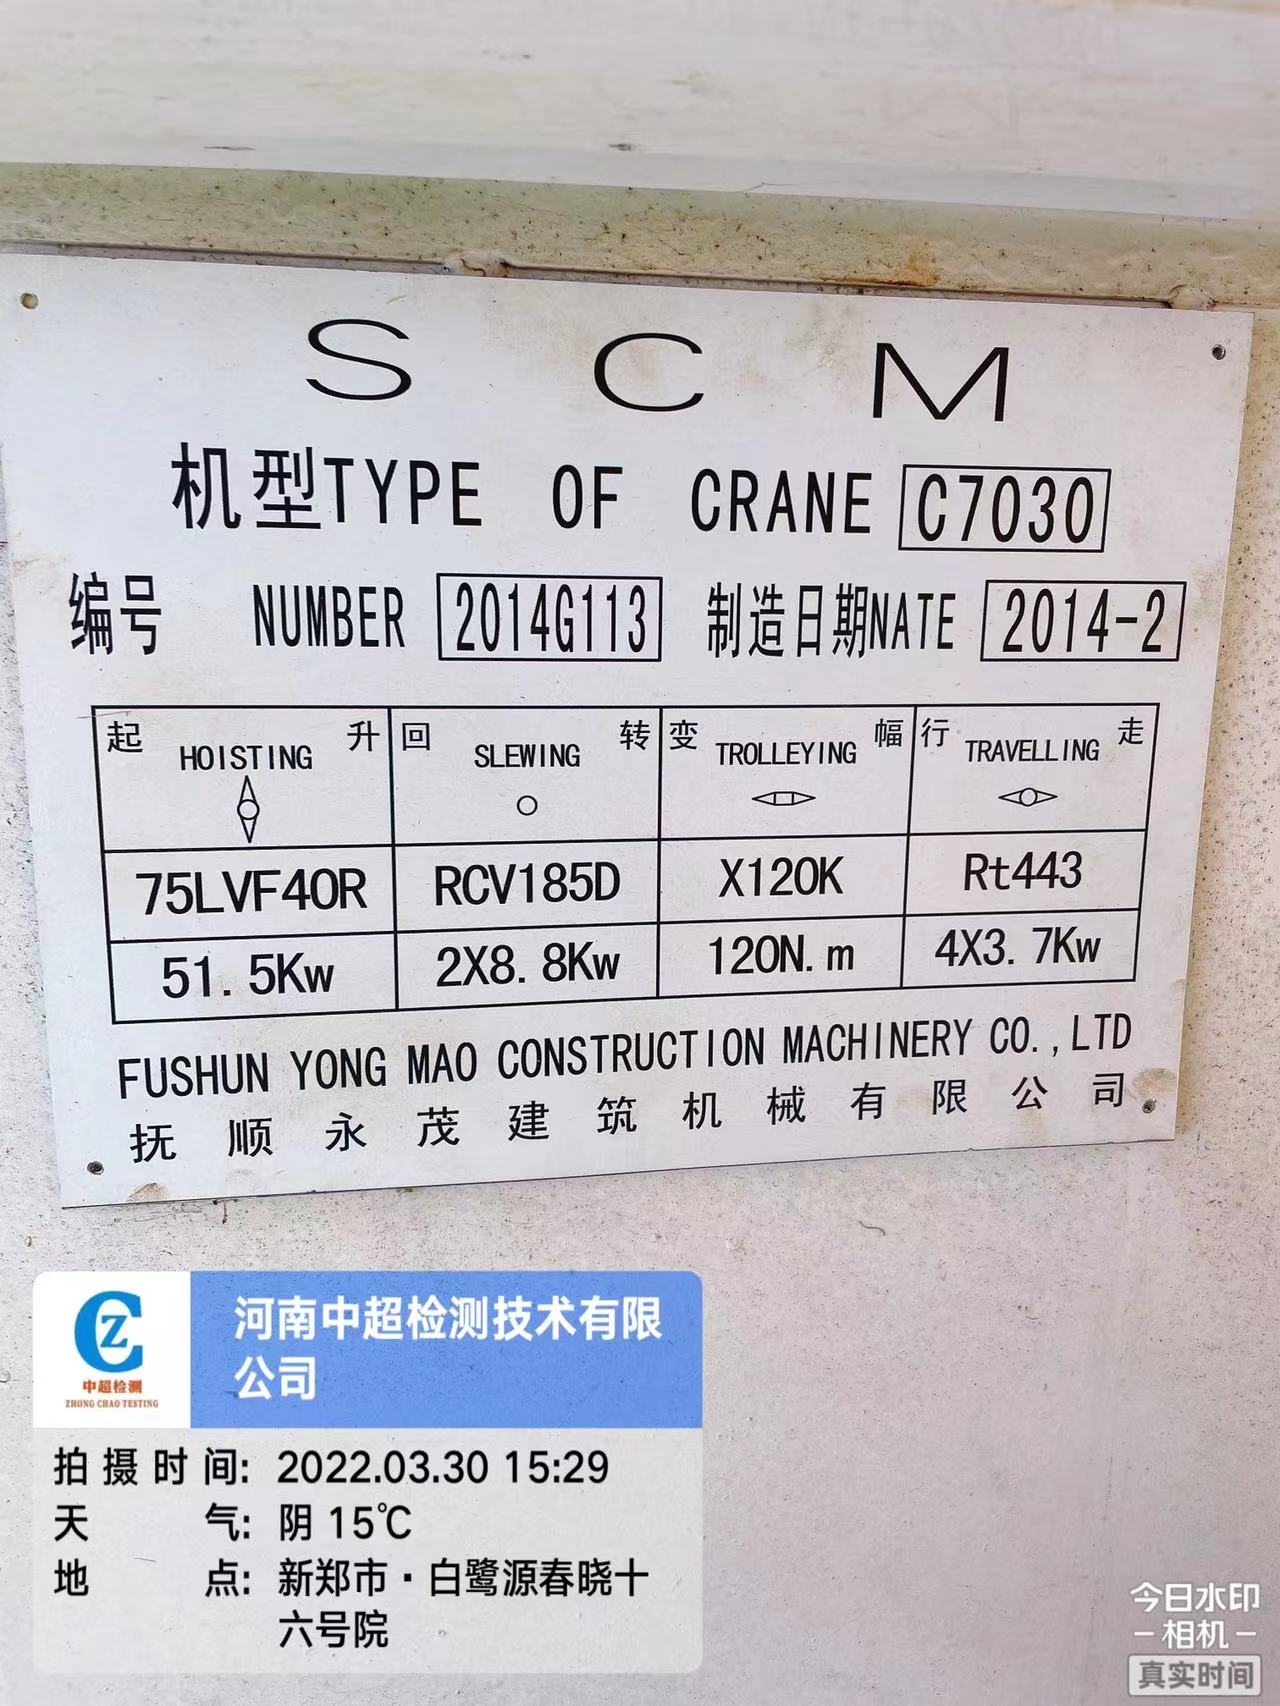 SCM
机型TYPE OF CRANE C7030
编号 NUMBER 2014G113 制造日期NATE 2014-2
起升 HOISTING 回转 SLEWING 变幅 TROLLEYING 行走 TRAVELLING
75LVF40R RCV185D X120K Rt443
51.5Kw 2X8.8Kw 120N.m 4X3.7Kw
FUSHUN YONG MAO CONSTRUCTION MACHINERY CO.,LTD
抚顺永茂建筑机械有限公司
CZ
中超检测
ZHONG CHAO TESTING
河南中超检测技术有限
公司
拍摄时间: 2022.03.30 15:29
天气: 阴 15℃
地点: 新郑市·白鹭源春晓十
六号院
今日水印
-相机-
真实时间